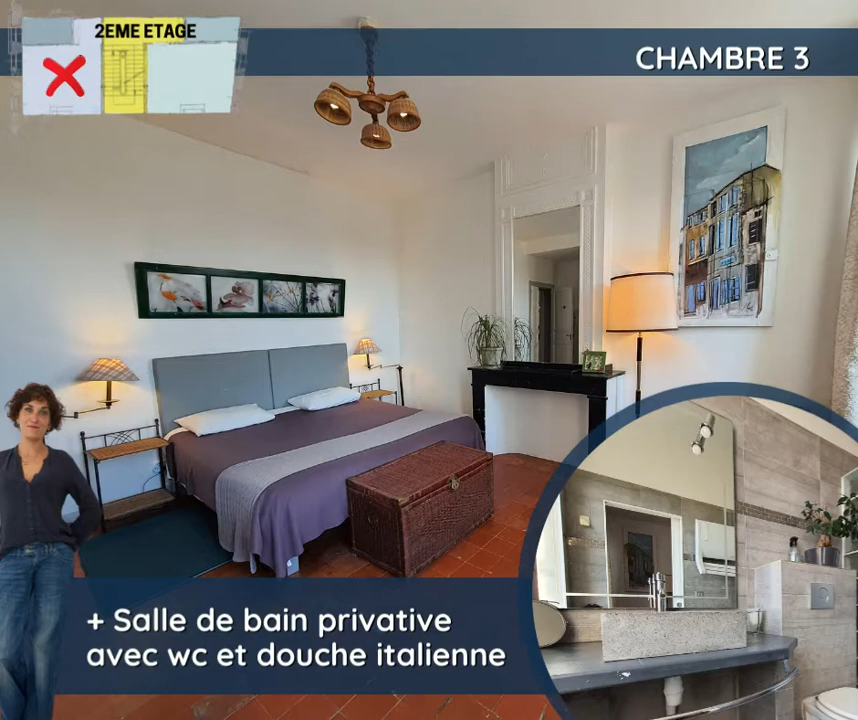 2EME ETAGE
CHAMBRE 3
+ Salle de bain privative
avec wc et douche italienne